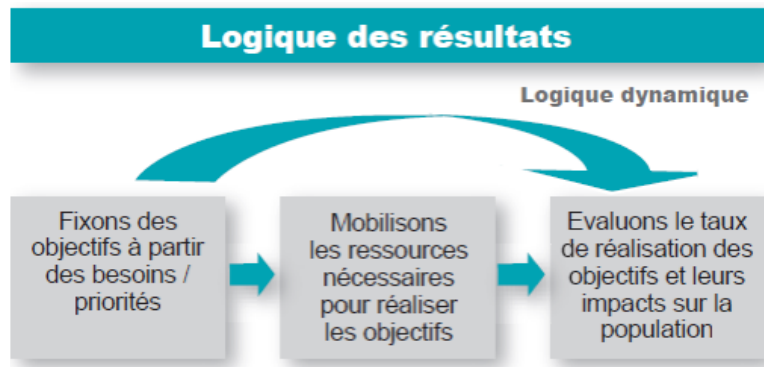 Logique des résultats
Logique dynamique
Fixons des
objectifs à partir
des besoins /
priorités
Mobilisons
les ressources
nécessaires
pour réaliser
les objectifs
Evaluons le taux
de réalisation des
objectifs et leurs
impacts sur la
population